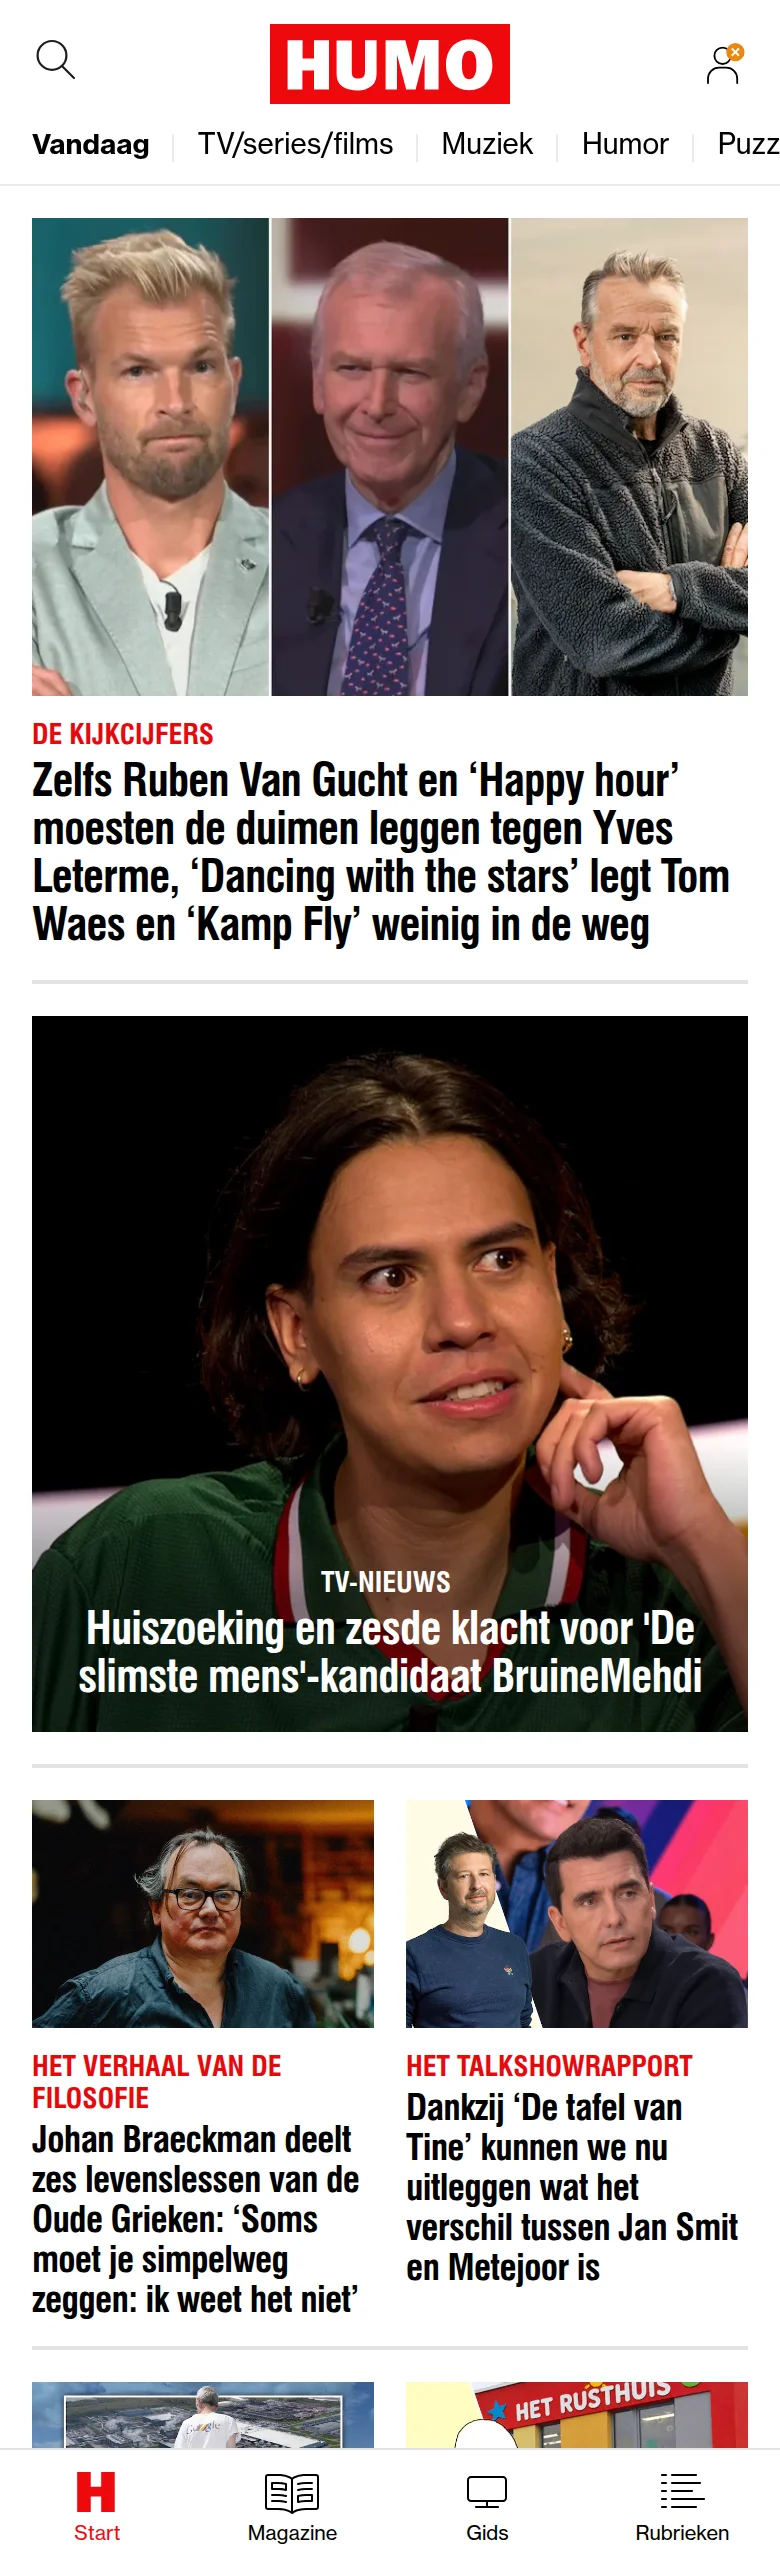 HUMO
Vandaag
TV/series/films
Muziek
Humor
Puzz
DE KIJKCIJFERS
Zelfs Ruben Van Gucht en ‘Happy hour’
moesten de duimen leggen tegen Yves
Leterme, ‘Dancing with the stars’ legt Tom
Waes en ‘Kamp Fly’ weinig in de weg
TV-NIEUWS
Huiszoeking en zesde klacht voor 'De
slimste mens'-kandidaat BruineMehdi
HET VERHAAL VAN DE
FILOSOFIE
Johan Braeckman deelt
zes levenslessen van de
Oude Grieken: ‘Soms
moet je simpelweg
zeggen: ik weet het niet’
HET TALKSHOWRAPPORT
Dankzij ‘De tafel van
Tine’ kunnen we nu
uitleggen wat het
verschil tussen Jan Smit
en Metejoor is
Google
HET RUSTHUIS
H
Start
Magazine
Gids
Rubrieken